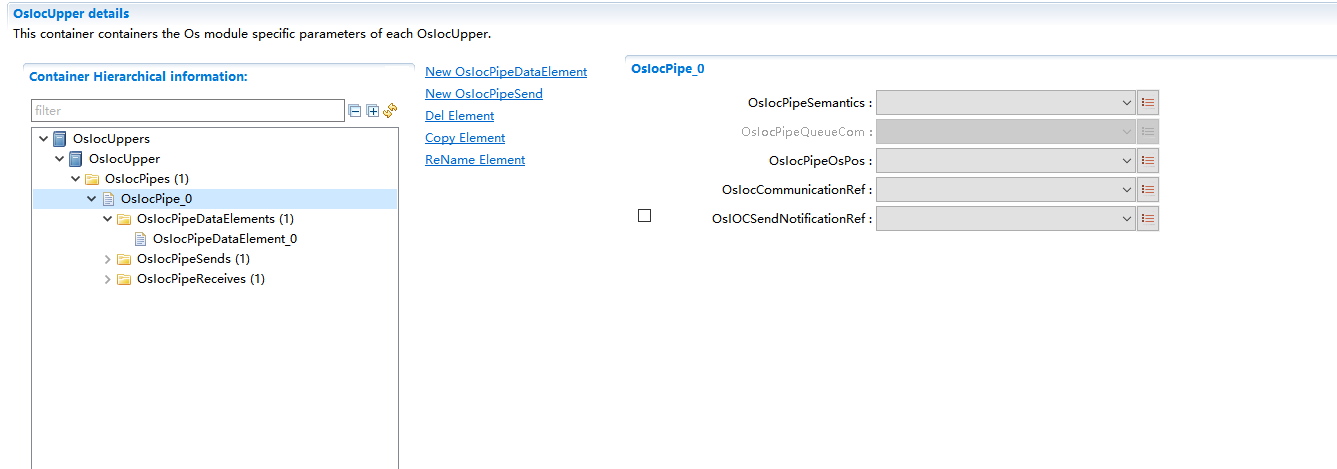 OsIocUpper details
This container containers the Os module specific parameters of each OsIocUpper.
Container Hierarchical information:
filter
OsIocUppers
OsIocUpper
OsIocPipes (1)
OsIocPipe_0
OsIocPipeDataElements (1)
OsIocPipeDataElement_0
OsIocPipeSends (1)
OsIocPipeReceives (1)
New OsIocPipeDataElement
New OsIocPipeSend
Del Element
Copy Element
ReName Element
OsIocPipe_0
OsIocPipeSemantics :
OsIocPipeQueueCom :
OsIocPipeOsPos :
OsIocCommunicationRef :
OsIOCSendNotificationRef :